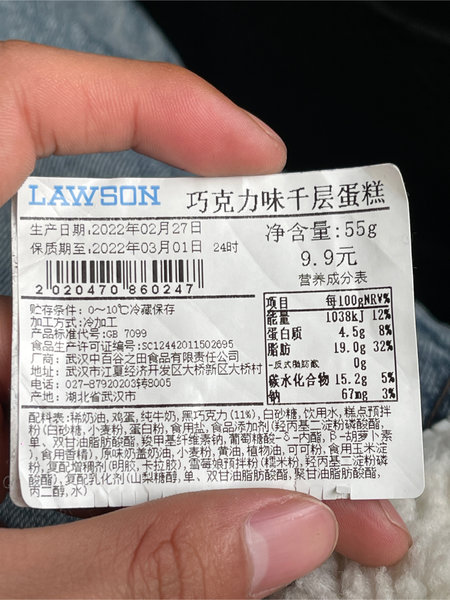 LAWSON 巧克力味千层蛋糕
生产日期:2022年02月27日
保质期至:2022年03月01日 24时
净含量:55g
9.9元
2 020470 860247
营养成分表
项目 每100g NRV%
能量 1038kJ 12%
蛋白质 4.5g 8%
脂肪 19.0g 32%
-反式脂肪酸 0g
碳水化合物 15.2g 5%
钠 67mg 3%
贮存条件: 0~10℃冷藏保存
加工方式:冷加工
产品标准代号:GB 7099
食品生产许可证编号:SC12442011502695
厂商: 武汉中百谷之田食品有限责任公司
地址: 武汉市江夏经济开发区大桥新区大桥村
电话: 027-87920203转8005
产地: 湖北省武汉市
配料表:稀奶油, 鸡蛋, 纯牛奶, 黑巧克力(11%), 白砂糖, 饮用水, 糕点预拌
粉(白砂糖, 小麦粉, 蛋白粉, 食用盐, 食品添加剂(羟丙基二淀粉磷酸酯,
单、双甘油脂肪酸酯, 羧甲基纤维素钠, 葡萄糖酸-δ-内酯, β-胡萝卜素
), 食用香精), 原味奶盖奶油, 小麦粉, 黄油, 植物油, 可可粉, 食用玉米淀
粉, 复配增稠剂(明胶, 卡拉胶), 雪莓娘预拌粉(糯米粉, 羟丙基二淀粉磷
酸酯), 复配乳化剂(山梨糖醇, 单、双甘油脂肪酸酯, 聚甘油脂肪酸酯,
丙二醇, 水)